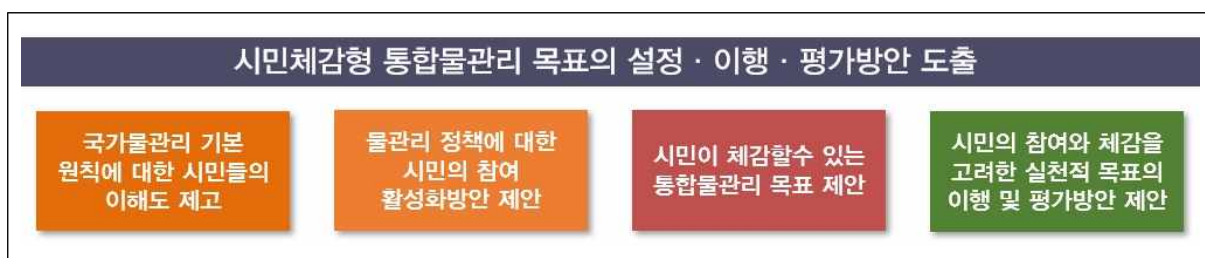 시민체감형 통합물관리 목표의 설정 · 이행 · 평가방안 도출
국가물관리 기본
원칙에 대한 시민들의
이해도 제고
물관리 정책에 대한
시민의 참여
활성화방안 제안
시민이 체감할수 있는
통합물관리 목표 제안
시민의 참여와 체감을
고려한 실천적 목표의
이행 및 평가방안 제안